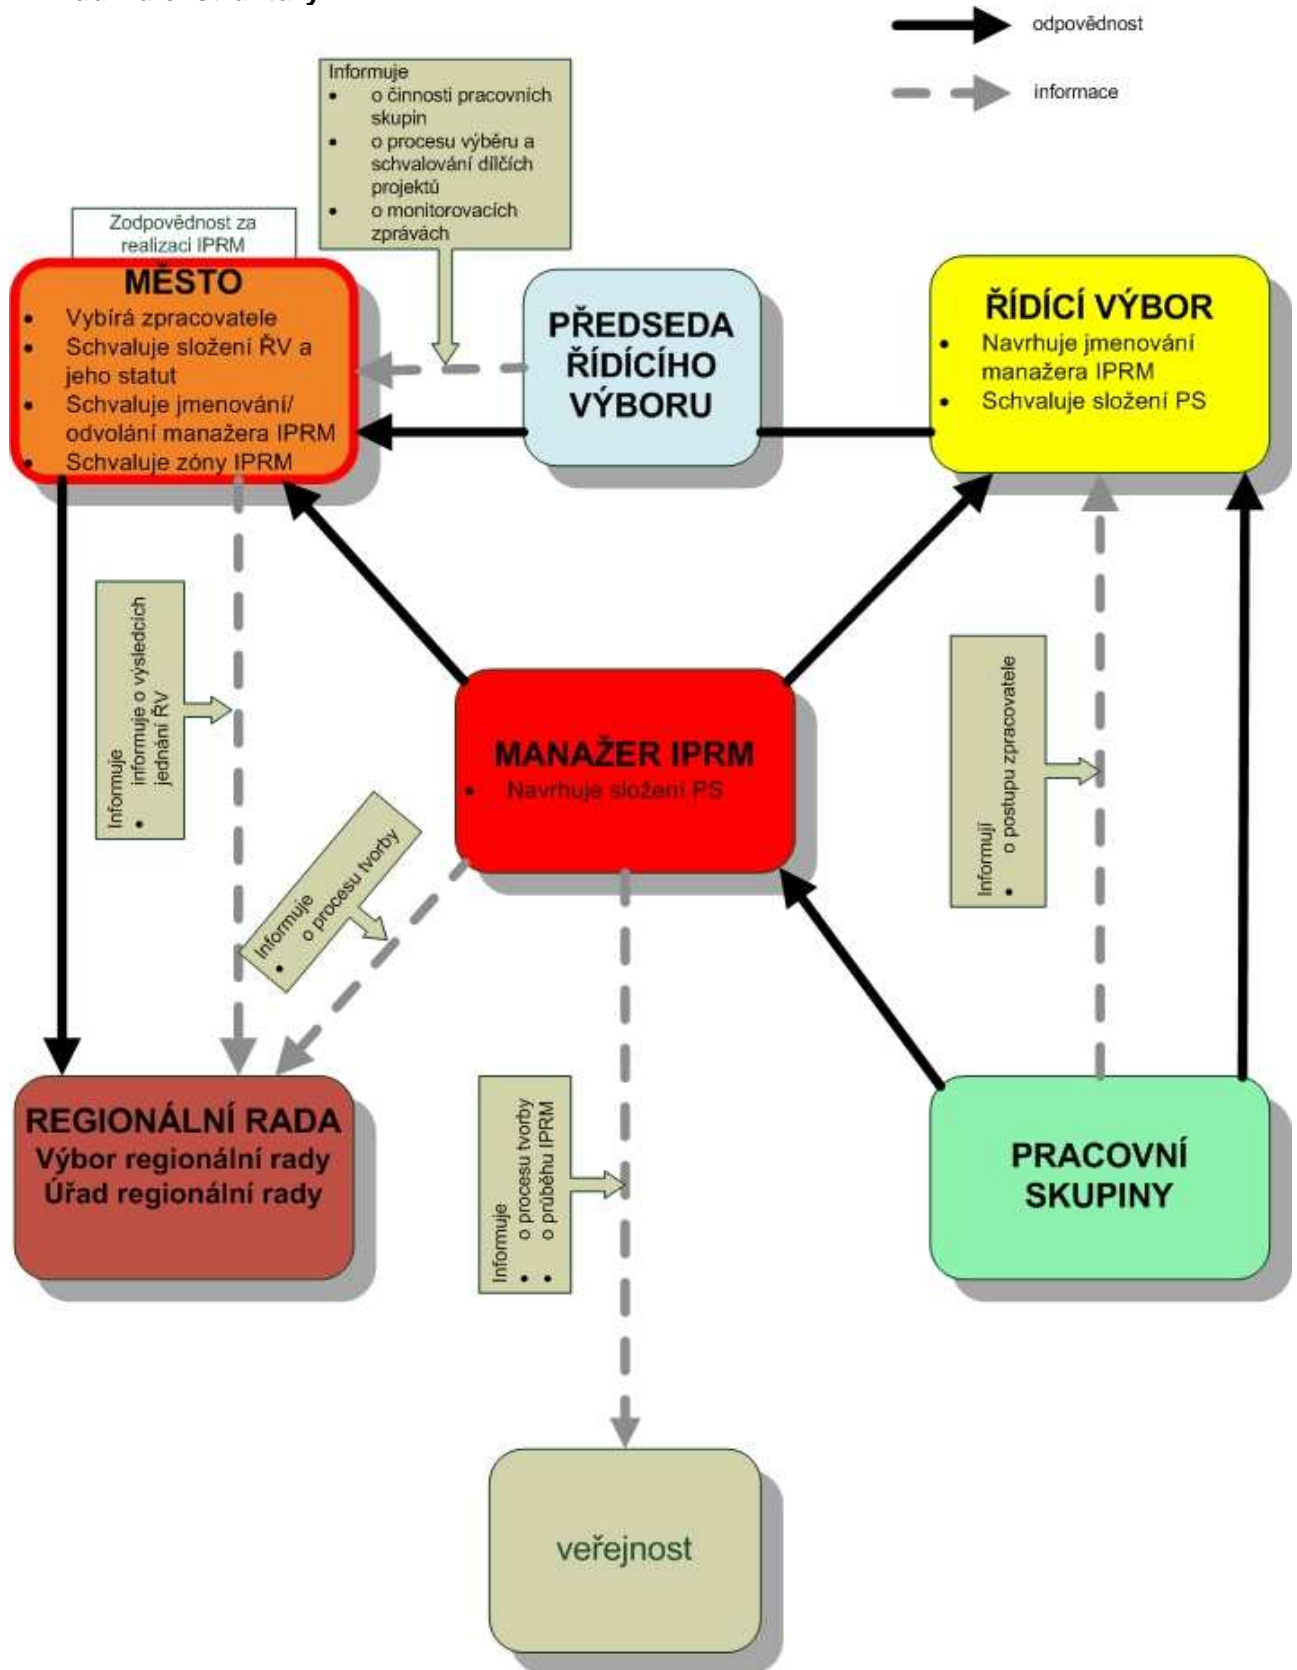 odpovědnost
informace
Informuje
• o činnosti pracovních
skupin
• o procesu výběru a
schvalování dílčích
projektů
• o monitorovacích
zprávách
Zodpovědnost za
realizaci IPRM
MĚSTO
• Vybírá zpracovatele
• Schvaluje složení ŘV a
jeho statut
• Schvaluje jmenování/
odvolání manažera IPRM
• Schvaluje zóny IPRM
PŘEDSEDA
ŘÍDÍCÍHO
VÝBORU
ŘÍDÍCÍ VÝBOR
• Navrhuje jmenování
manažera IPRM
• Schvaluje složení PS
Informuje
• informuje o výsledcích
jednání ŘV
MANAŽER IPRM
• Navrhuje složení PS
Informují
• o postupu zpracovatele
Informuje
• o procesu tvorby
REGIONÁLNÍ RADA
Výbor regionální rady
Úřad regionální rady
Informuje
• o procesu tvorby
• o průběhu IPRM
PRACOVNÍ
SKUPINY
veřejnost